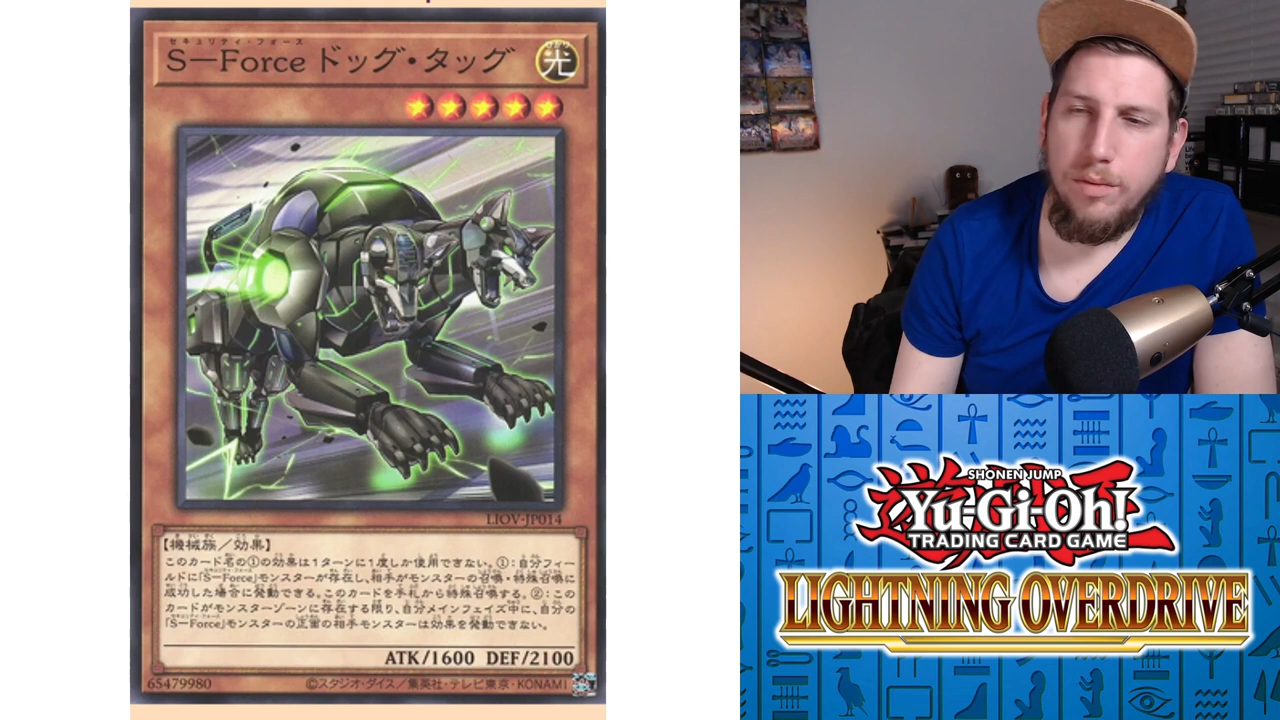 セキュリティ・フォース
S－Force ドッグ・タッグ
光
LIOV-JP014
【機械族／効果】
このカード名の①の効果は1ターンに1度しか使用できない。①：自分フィー
ルドに「S－Force」モンスターが存在し、相手がモンスターの召喚・特殊召喚に
成功した場合に発動できる。このカードを手札から特殊召喚する。②：この
カードがモンスターゾーンに存在する限り、自分メインフェイズ中に、自分の
「S－Force」モンスターの正面の相手モンスターは効果を発動できない。
ATK/1600 DEF/2100
65479980
©スタジオ・ダイス／集英社・テレビ東京・KONAMI
SHONEN JUMP
Yu-Gi-Oh!
TRADING CARD GAME
LIGHTNING OVERDRIVE